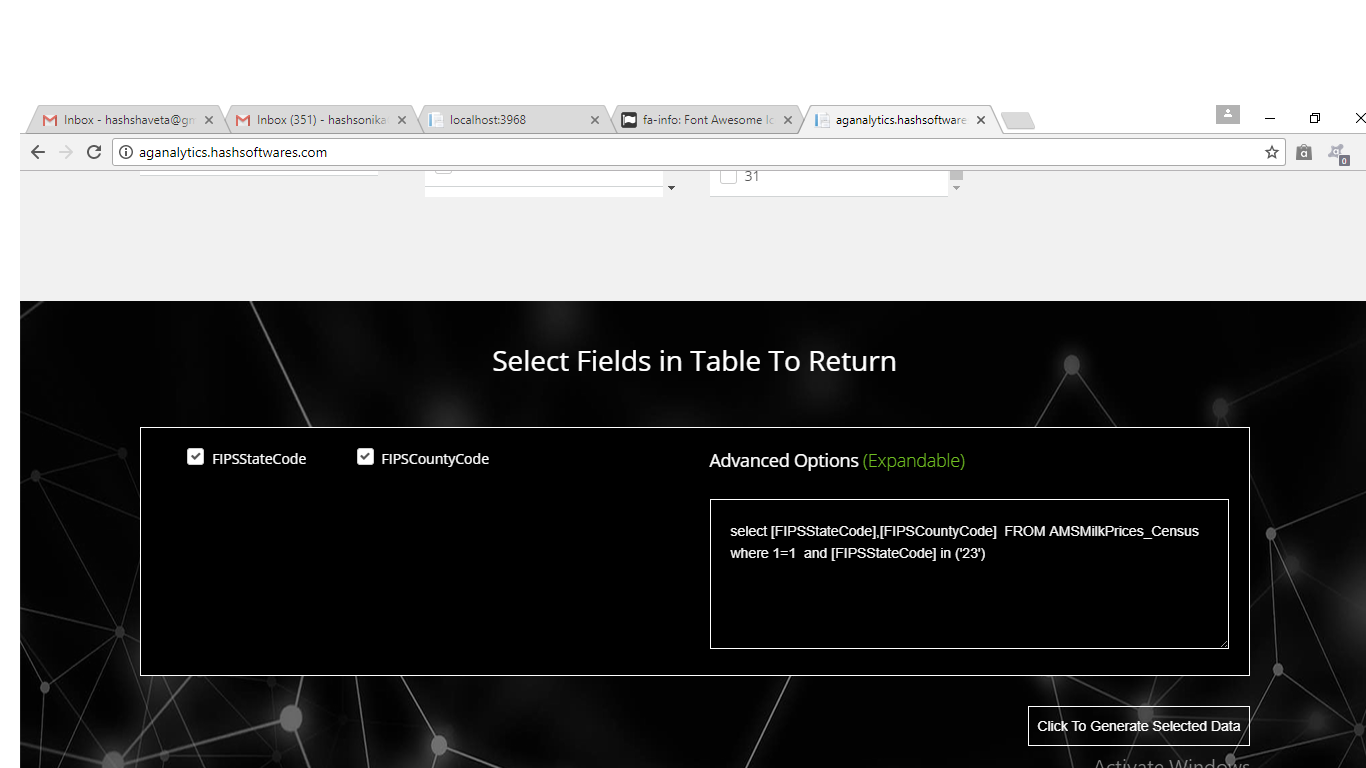 Inbox - hashshaveta@gm
Inbox (351) - hashsonika
localhost:3968
fa-info: Font Awesome Ic
aganalytics.hashsoftware
aganalytics.hashsoftwares.com
a
0
31
Select Fields in Table To Return
FIPSStateCode
FIPSCountyCode
Advanced Options (Expandable)
select [FIPSStateCode],[FIPSCountyCode]  FROM AMSMilkPrices_Census
where 1=1  and [FIPSStateCode] in ('23')
Click To Generate Selected Data
Activate Windows